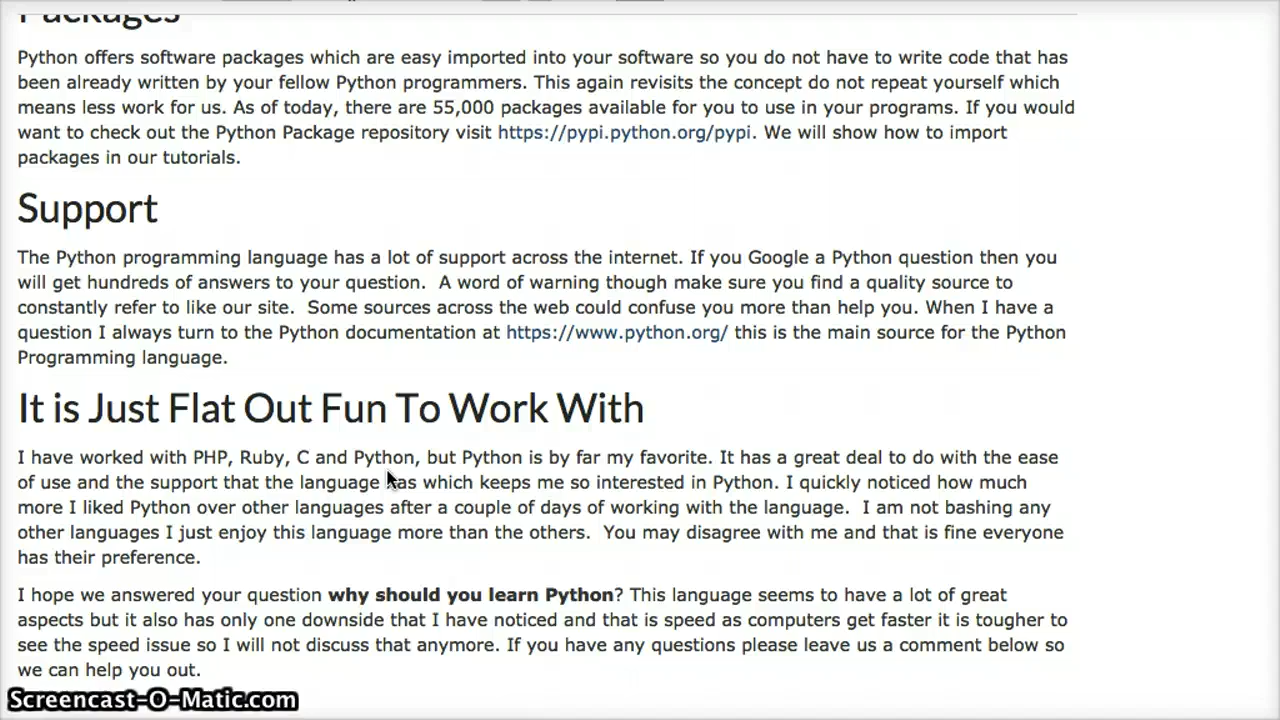 Packages
Python offers software packages which are easy imported into your software so you do not have to write code that has
been already written by your fellow Python programmers. This again revisits the concept do not repeat yourself which
means less work for us. As of today, there are 55,000 packages available for you to use in your programs. If you would
want to check out the Python Package repository visit https://pypi.python.org/pypi. We will show how to import
packages in our tutorials.
Support
The Python programming language has a lot of support across the internet. If you Google a Python question then you
will get hundreds of answers to your question.  A word of warning though make sure you find a quality source to
constantly refer to like our site.  Some sources across the web could confuse you more than help you. When I have a
question I always turn to the Python documentation at https://www.python.org/ this is the main source for the Python
Programming language.
It is Just Flat Out Fun To Work With
I have worked with PHP, Ruby, C and Python, but Python is by far my favorite. It has a great deal to do with the ease
of use and the support that the language has which keeps me so interested in Python. I quickly noticed how much
more I liked Python over other languages after a couple of days of working with the language.  I am not bashing any
other languages I just enjoy this language more than the others.  You may disagree with me and that is fine everyone
has their preference.
I hope we answered your question why should you learn Python? This language seems to have a lot of great
aspects but it also has only one downside that I have noticed and that is speed as computers get faster it is tougher to
see the speed issue so I will not discuss that anymore. If you have any questions please leave us a comment below so
we can help you out.
Screencast-O-Matic.com